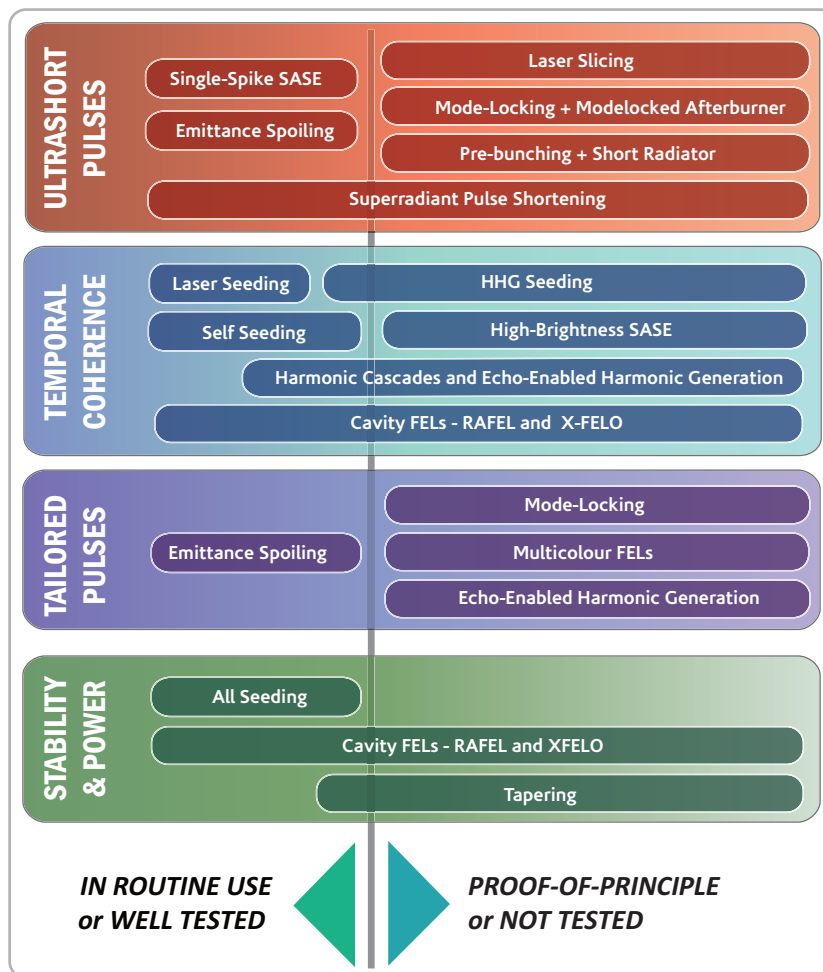 ULTRASHORT
PULSES
Single-Spike SASE
Emittance Spoiling
Laser Slicing
Mode-Locking + Modelocked Afterburner
Pre-bunching + Short Radiator
Superradiant Pulse Shortening
TEMPORAL
COHERENCE
Laser Seeding
HHG Seeding
Self Seeding
High-Brightness SASE
Harmonic Cascades and Echo-Enabled Harmonic Generation
Cavity FELs - RAFEL and X-FELO
TAILORED
PULSES
Emittance Spoiling
Mode-Locking
Multicolour FELs
Echo-Enabled Harmonic Generation
STABILITY
& POWER
All Seeding
Cavity FELs - RAFEL and XFELO
Tapering
IN ROUTINE USE
or WELL TESTED
PROOF-OF-PRINCIPLE
or NOT TESTED